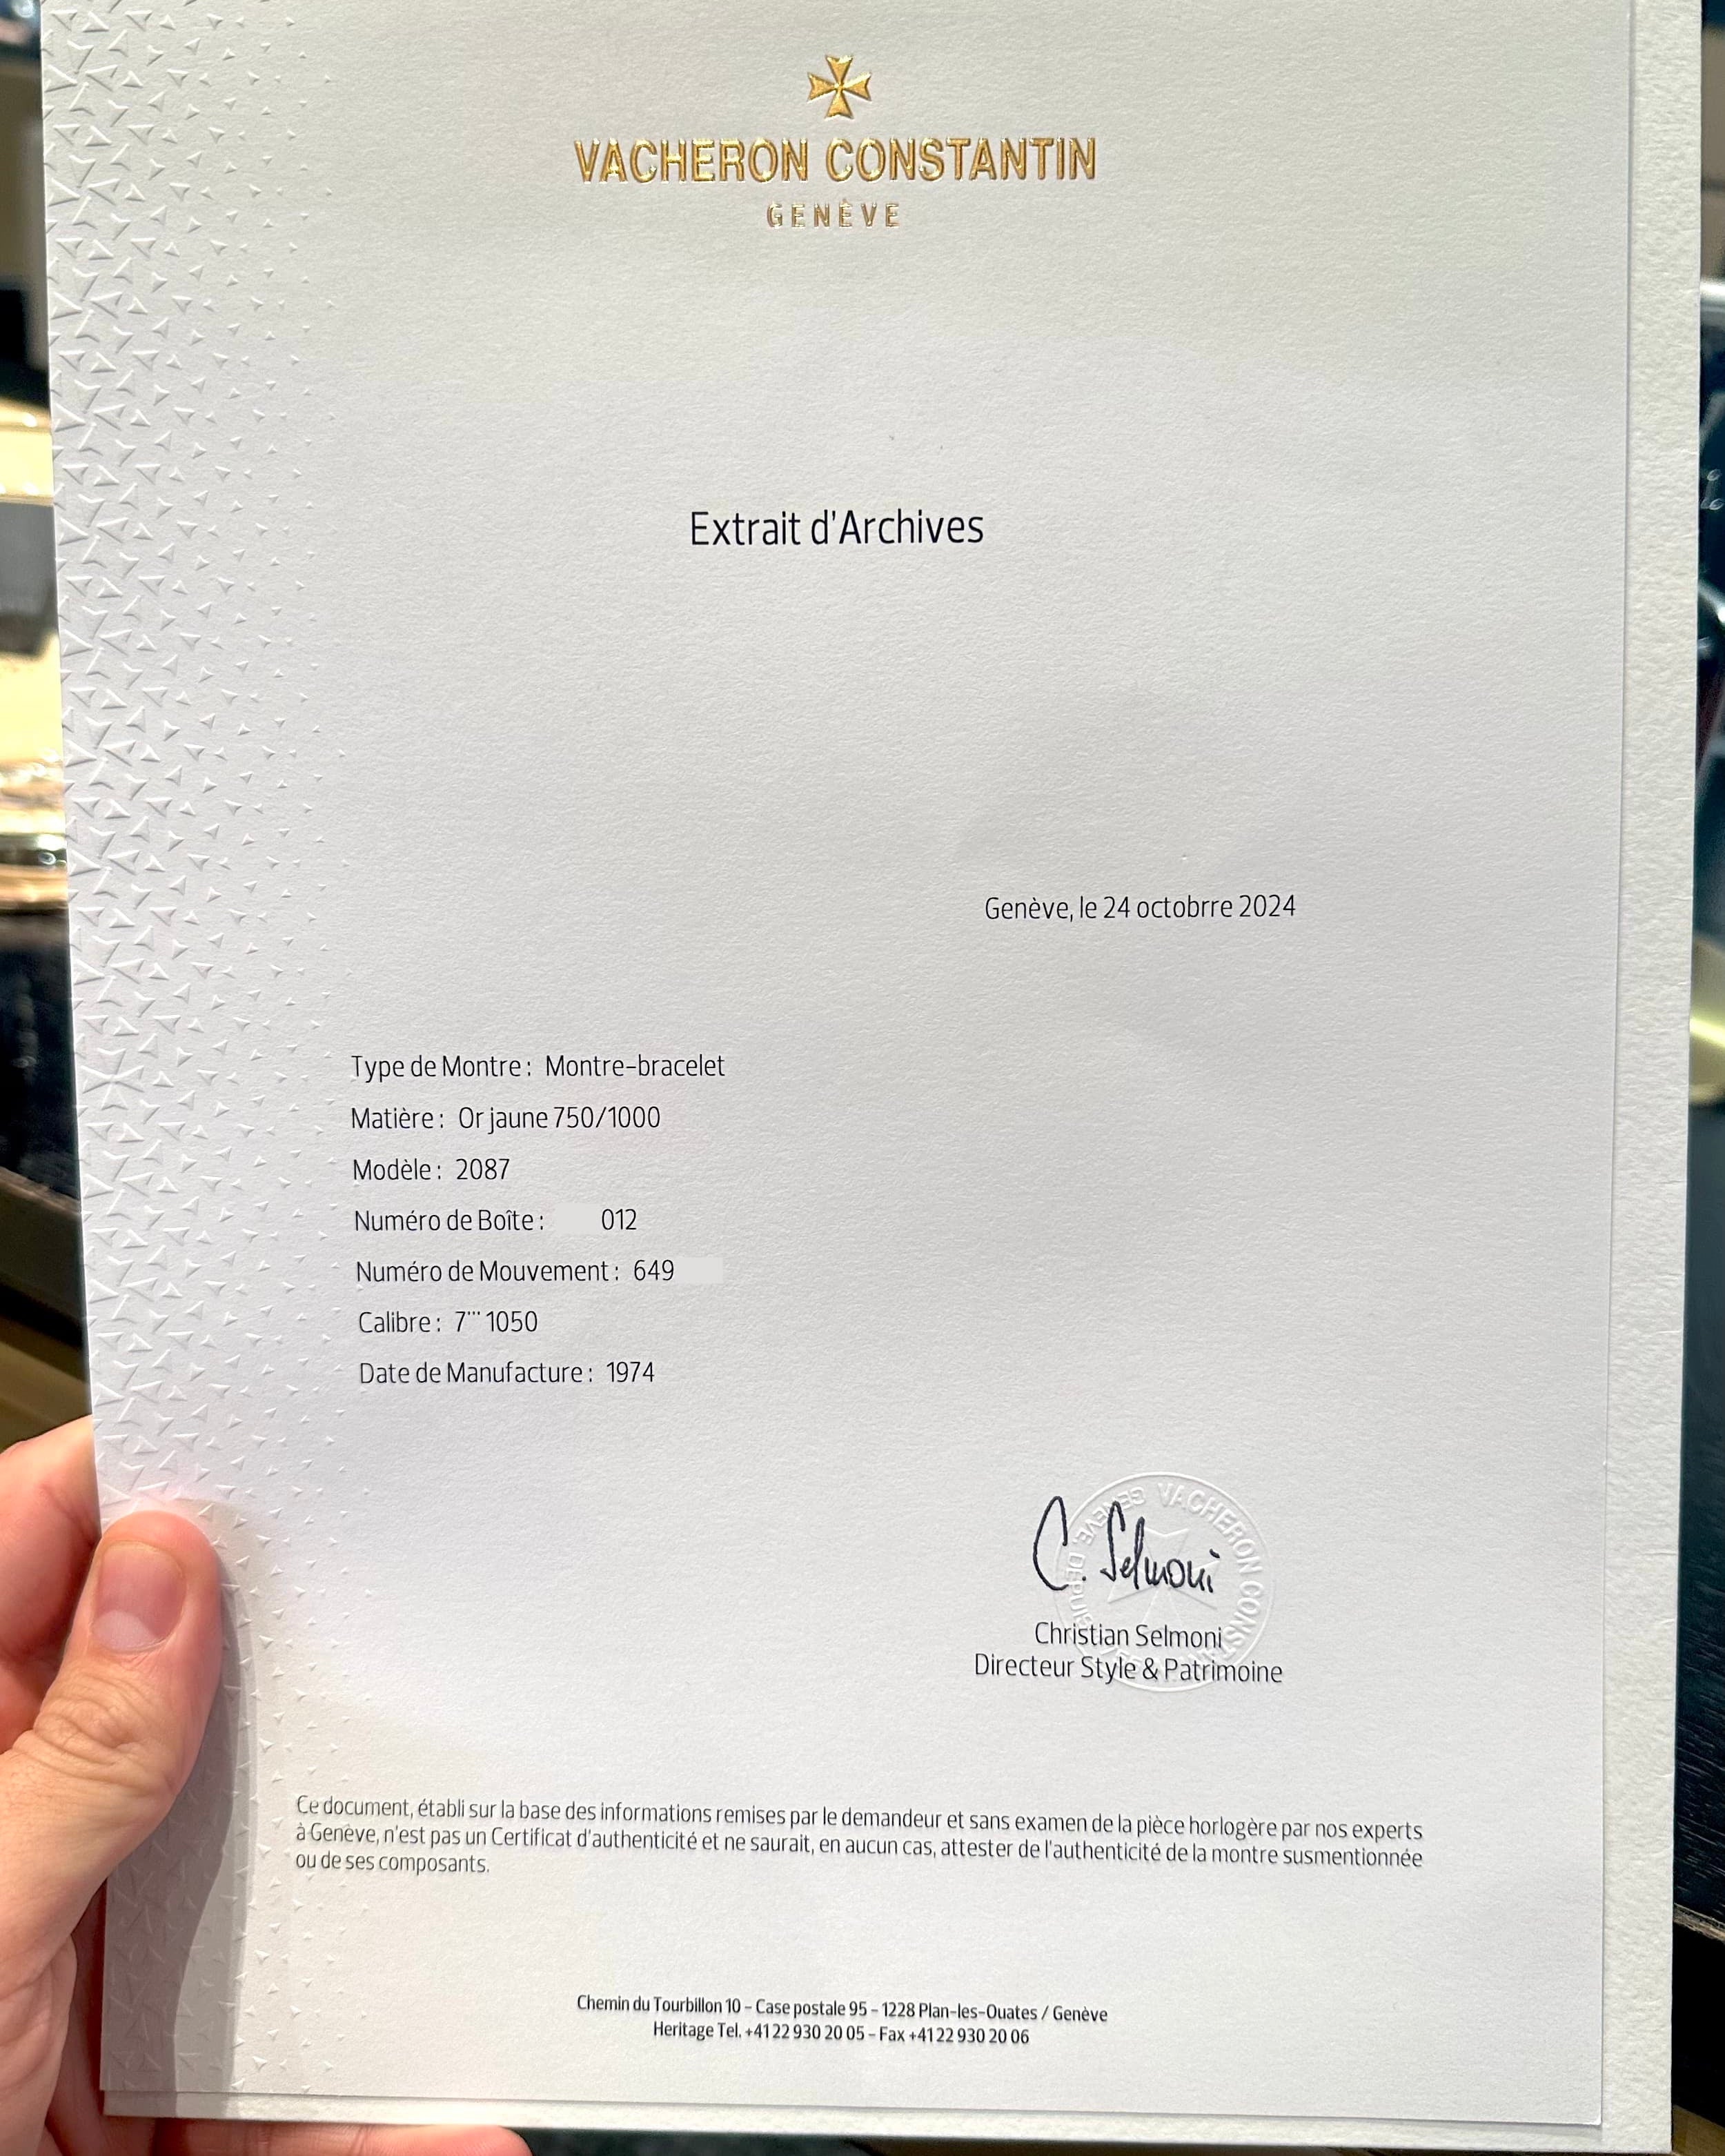 VACHERON CONSTANTIN
GENÈVE
Extrait d'Archives
Genève, le 24 octobrre 2024
Type de Montre : Montre-bracelet
Matière : Or jaune 750/1000
Modèle : 2087
Numéro de Boîte : 012
Numéro de Mouvement : 649
Calibre : 7''' 1050
Date de Manufacture : 1974
VACHERON CONS
GENÈVE DEPUIS
C. Selmoni
Christian Selmoni
Directeur Style & Patrimoine
Ce document, établi sur la base des informations remises par le demandeur et sans examen de la pièce horlogère par nos experts
à Genève, n'est pas un Certificat d'authenticité et ne saurait, en aucun cas, attester de l'authenticité de la montre susmentionnée
ou de ses composants.
Chemin du Tourbillon 10 - Case postale 95 - 1228 Plan-les-Ouates / Genève
Heritage Tel. +41 22 930 20 05 - Fax +41 22 930 20 06